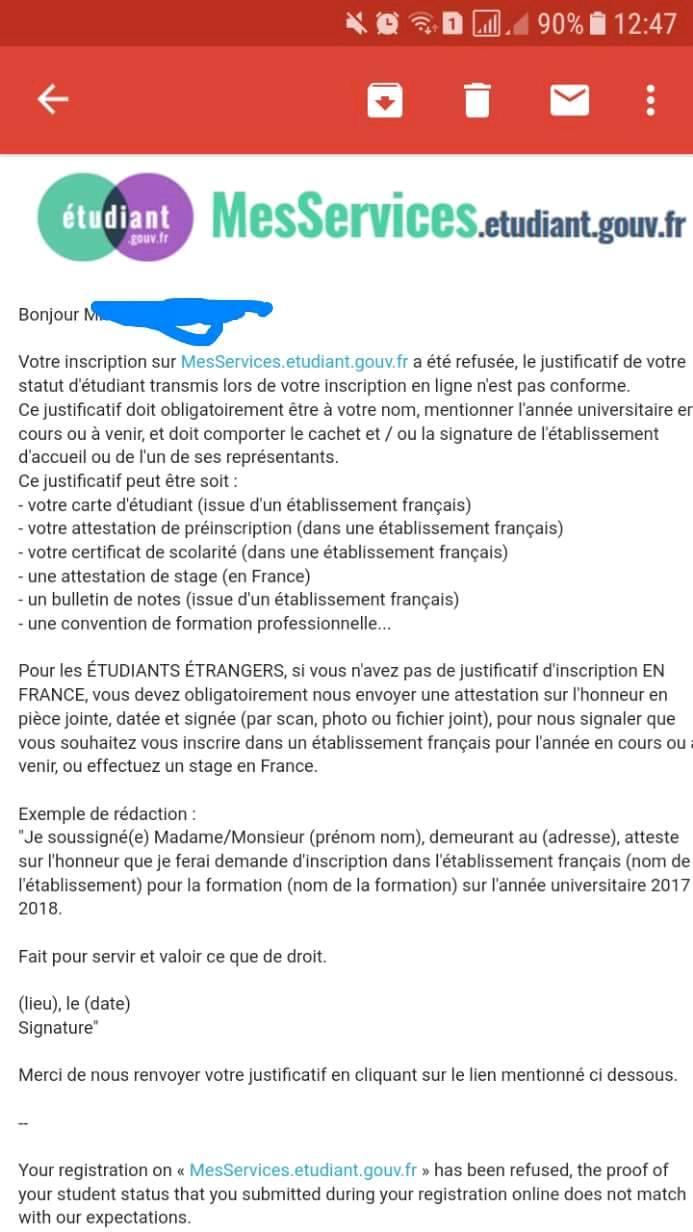 1 90% 12:47
étudiant
.gouv.fr
MesServices.etudiant.gouv.fr
Bonjour
Votre inscription sur MesServices.etudiant.gouv.fr a été refusée, le justificatif de votre
statut d'étudiant transmis lors de votre inscription en ligne n'est pas conforme.
Ce justificatif doit obligatoirement être à votre nom, mentionner l'année universitaire en
cours ou à venir, et doit comporter le cachet et / ou la signature de l'établissement
d'accueil ou de l'un de ses représentants.
Ce justificatif peut être soit :
- votre carte d'étudiant (issue d'un établissement français)
- votre attestation de préinscription (dans une établissement français)
- votre certificat de scolarité (dans une établissement français)
- une attestation de stage (en France)
- un bulletin de notes (issue d'un établissement français)
- une convention de formation professionnelle...
Pour les ÉTUDIANTS ÉTRANGERS, si vous n'avez pas de justificatif d'inscription EN
FRANCE, vous devez obligatoirement nous envoyer une attestation sur l'honneur en
pièce jointe, datée et signée (par scan, photo ou fichier joint), pour nous signaler que
vous souhaitez vous inscrire dans un établissement français pour l'année en cours ou
venir, ou effectuez un stage en France.
Exemple de rédaction :
"Je soussigné(e) Madame/Monsieur (prénom nom), demeurant au (adresse), atteste
sur l'honneur que je ferai demande d'inscription dans l'établissement français (nom de
l'établissement) pour la formation (nom de la formation) sur l'année universitaire 2017
2018.
Fait pour servir et valoir ce que de droit.
(lieu), le (date)
Signature"
Merci de nous renvoyer votre justificatif en cliquant sur le lien mentionné ci dessous.
--
Your registration on « MesServices.etudiant.gouv.fr » has been refused, the proof of
your student status that you submitted during your registration online does not match
with our expectations.